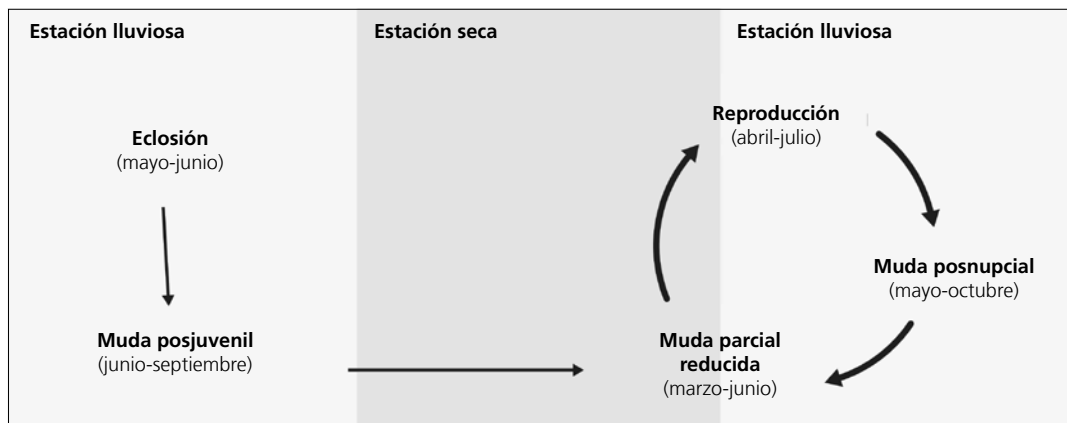 Estación lluviosa
Estación seca
Estación lluviosa
Reproducción
(abril-julio)
Eclosión
(mayo-junio)
Muda posnupcial
(mayo-octubre)
Muda posjuvenil
(junio-septiembre)
Muda parcial
reducida
(marzo-junio)